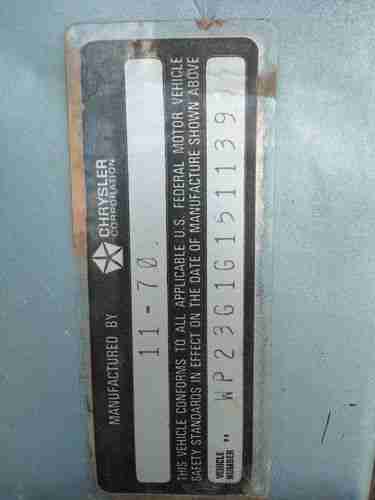 MANUFACTURED BY CHRYSLER CORPORATION
11-70.
THIS VEHICLE CONFORMS TO ALL APPLICABLE U.S. FEDERAL MOTOR VEHICLE
SAFETY STANDARDS IN EFFECT ON THE DATE OF MANUFACTURE SHOWN ABOVE
VEHICLE NUMBER WP23G1G151139